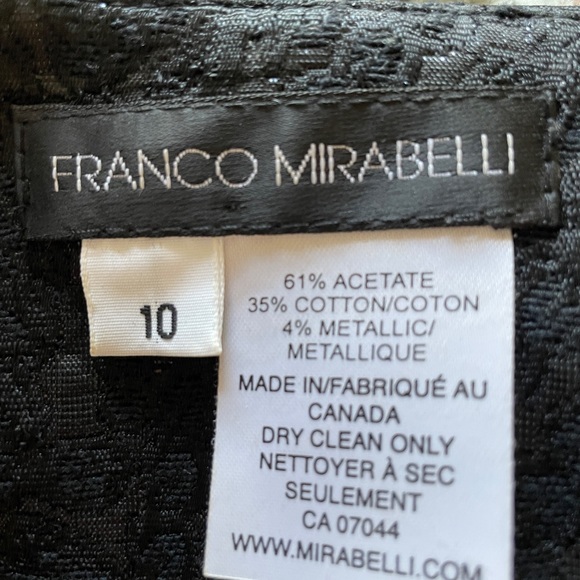 FRANCO MIRABELLI
10
61% ACETATE
35% COTTON/COTON
4% METALLIC/
METALLIQUE
MADE IN/FABRIQUÉ AU
CANADA
DRY CLEAN ONLY
NETTOYER À SEC
SEULEMENT
CA 07044
WWW.MIRABELLI.COM